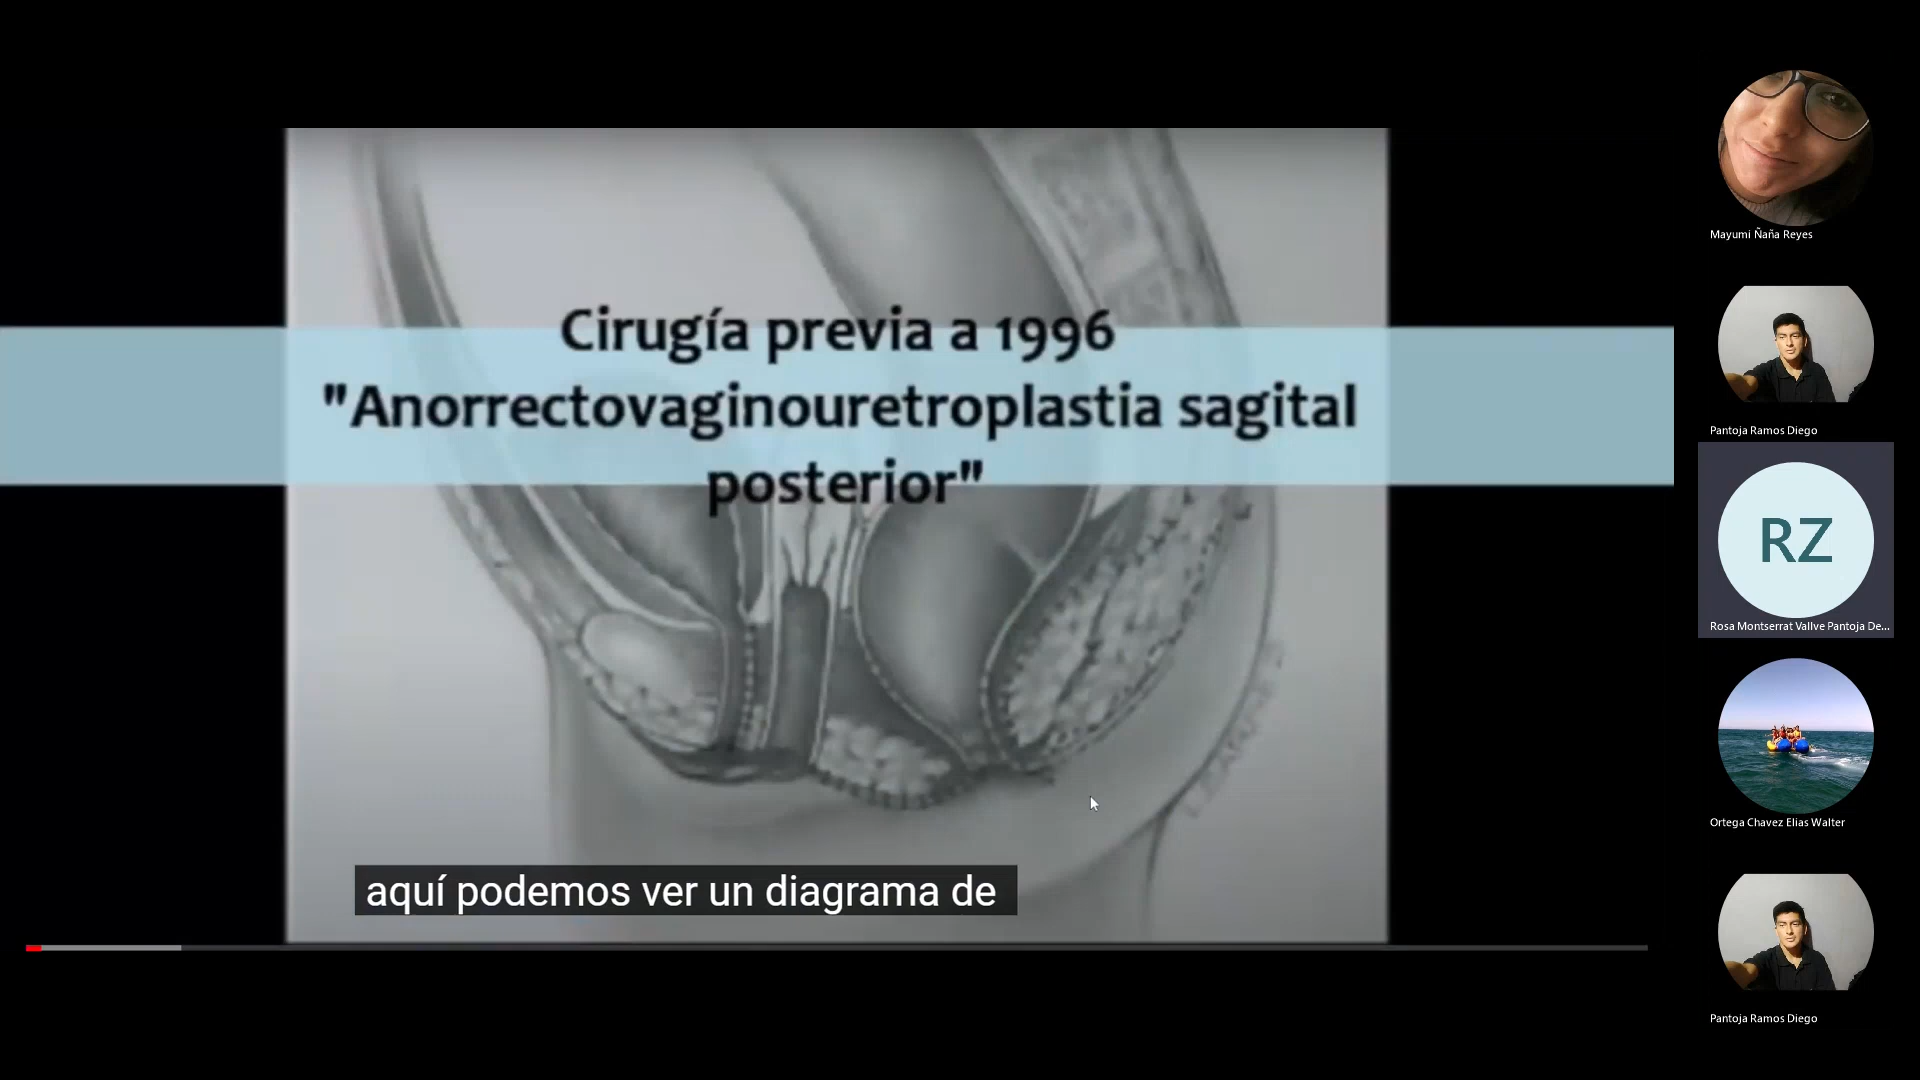 Cirugía previa a 1996
"Anorrectovaginouretroplastia sagital
posterior"
aquí podemos ver un diagrama de
Mayumi Ñaña Reyes
Pantoja Ramos Diego
RZ
Rosa Montserrat Vallve Pantoja De...
Ortega Chavez Elias Walter
Pantoja Ramos Diego